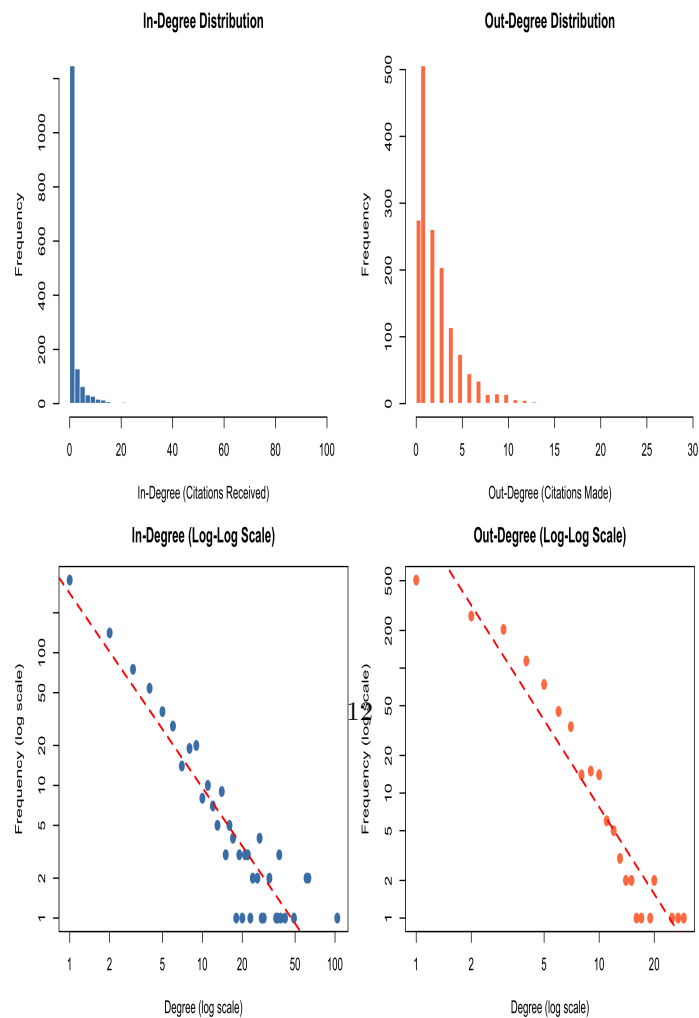 In-Degree Distribution
Frequency
0 200 400 600 800 1000
0 20 40 60 80 100
In-Degree (Citations Received)
Out-Degree Distribution
Frequency
0 100 200 300 400 500
0 5 10 15 20 25 30
Out-Degree (Citations Made)
In-Degree (Log-Log Scale)
Frequency (log scale)
1 2 5 10 20 50 100
1 2 5 10 20 50 100
Degree (log scale)
12
Out-Degree (Log-Log Scale)
Frequency (log scale)
1 2 5 10 20 50 200 500
1 2 5 10 20
Degree (log scale)